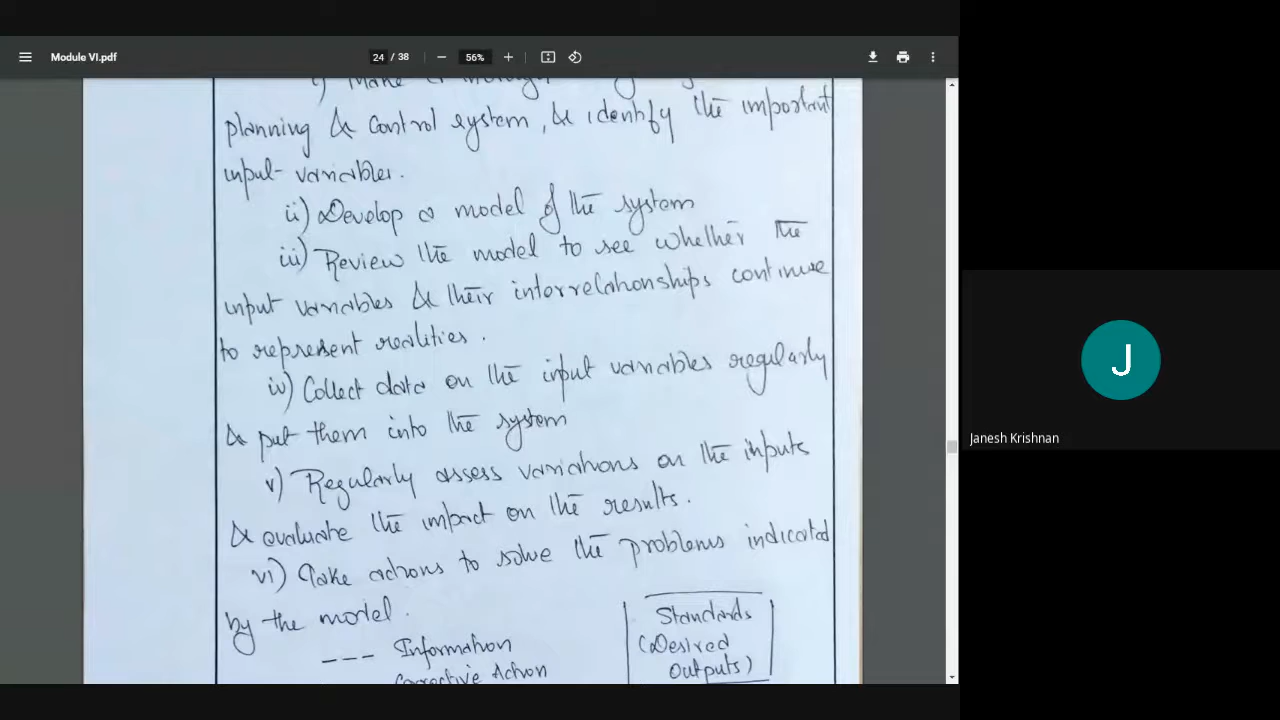 Module VI.pdf
24 / 38
56%
planning & control system, & identify the important
input variables.
ii) Develop a model of the system
iii) Review the model to see whether the
input variables & their interrelationships continue
to represent realities.
iv) Collect data on the input variables regularly
& put them into the system
v) Regularly assess variations on the inputs
& evaluate the impact on the results.
vi) Take actions to solve the problems indicated
by the model.
--- Information
Corrective Action
Standards
(Desired
Outputs)
J
Janesh Krishnan